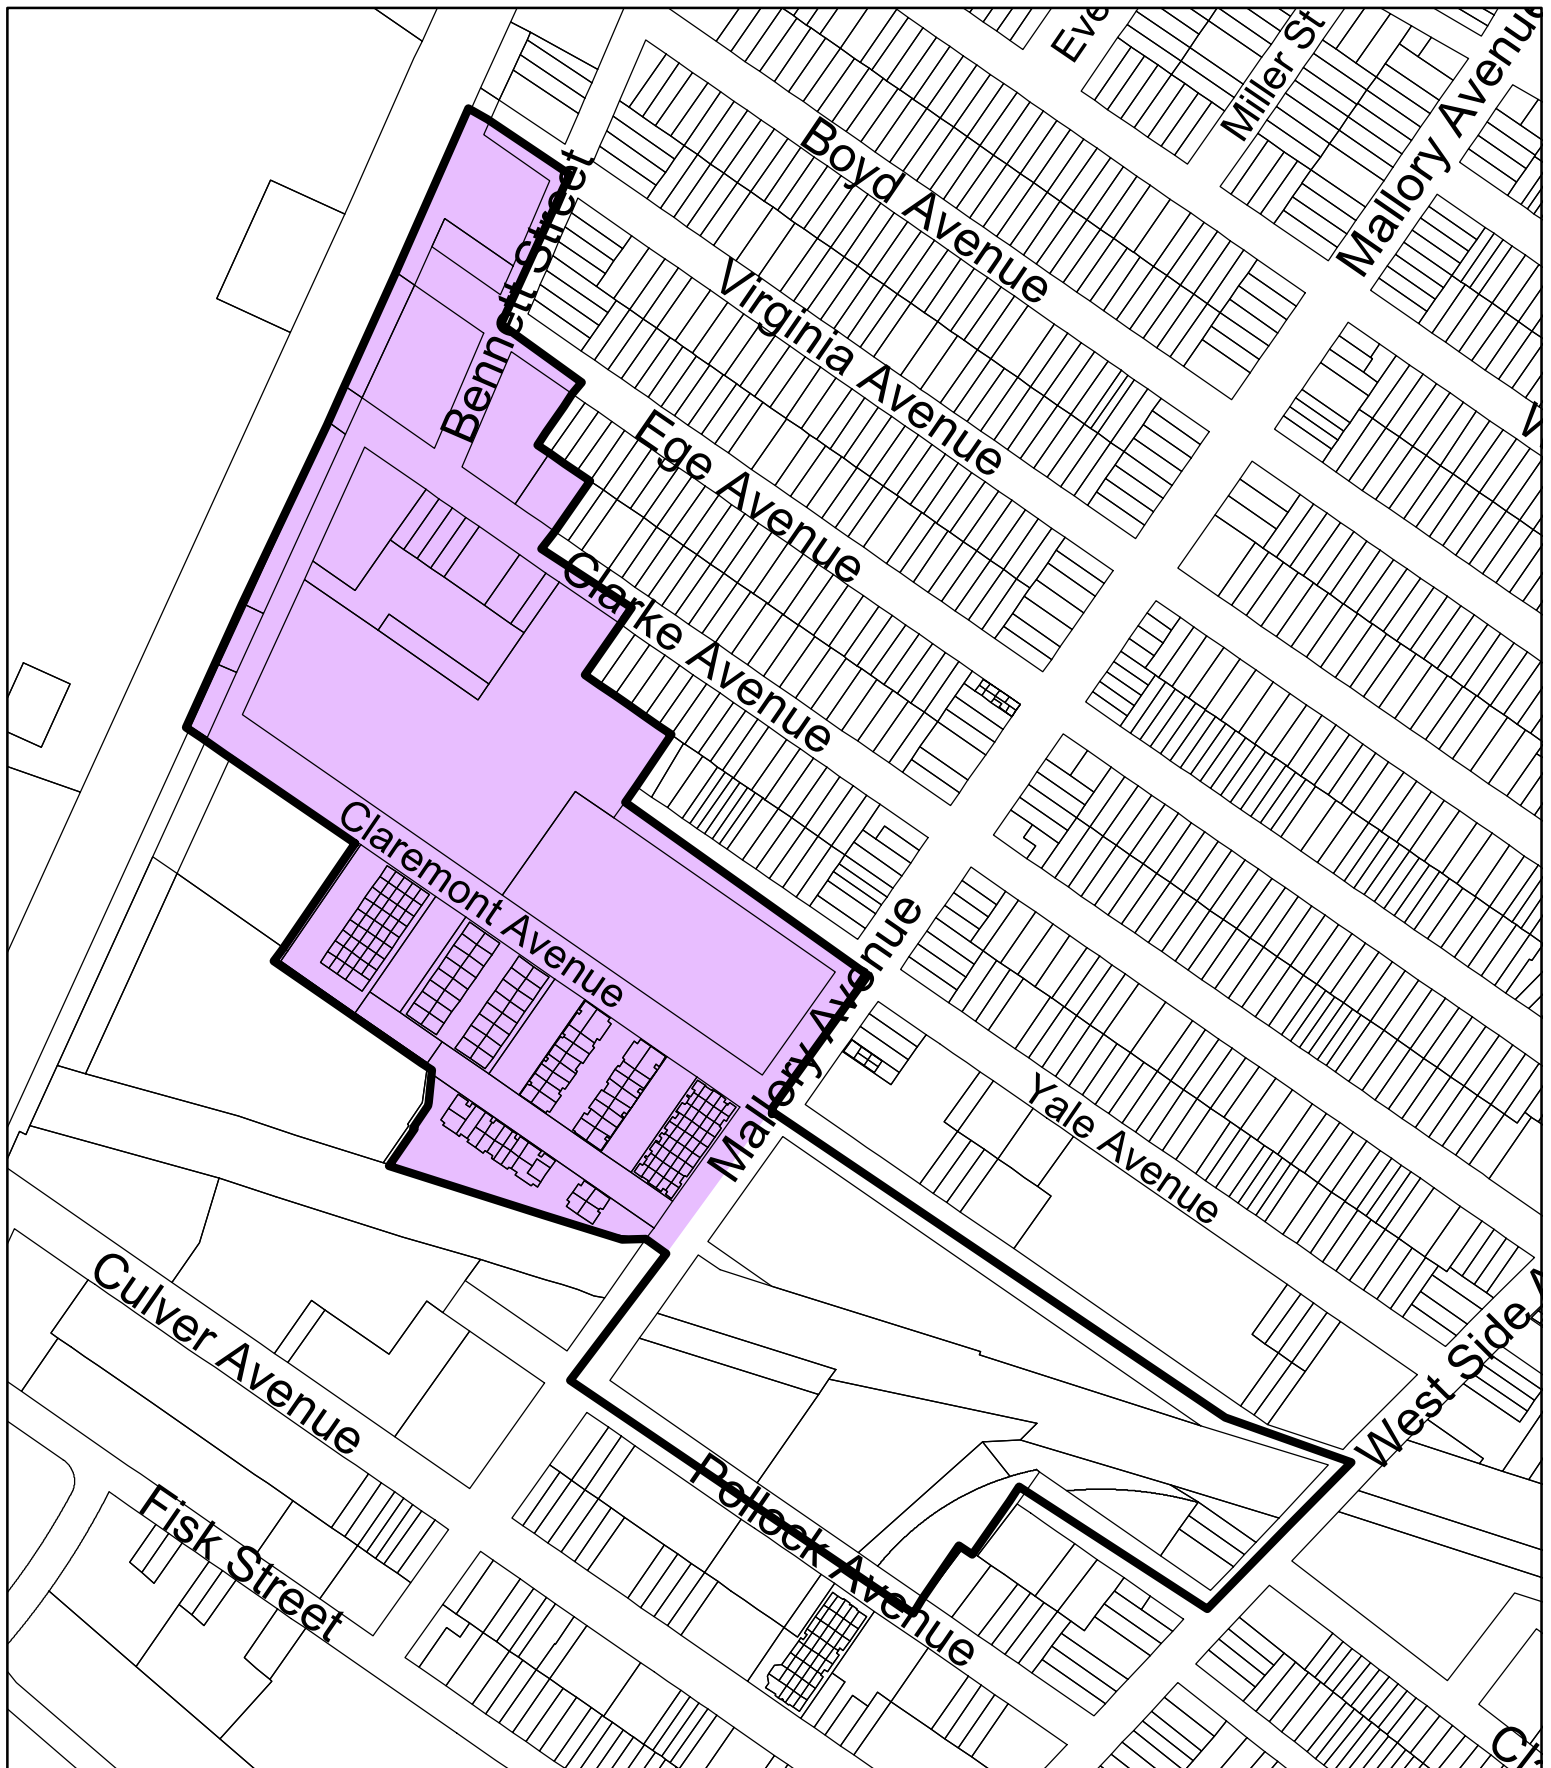 Eve
Miller St
Mallory Avenue
Boyd Avenue
Bennett Street
Virginia Avenue
Ege Avenue
Clarke Avenue
Claremont Avenue
Mallory Avenue
Yale Avenue
West Side A
Culver Avenue
Pollock Avenue
Fisk Street